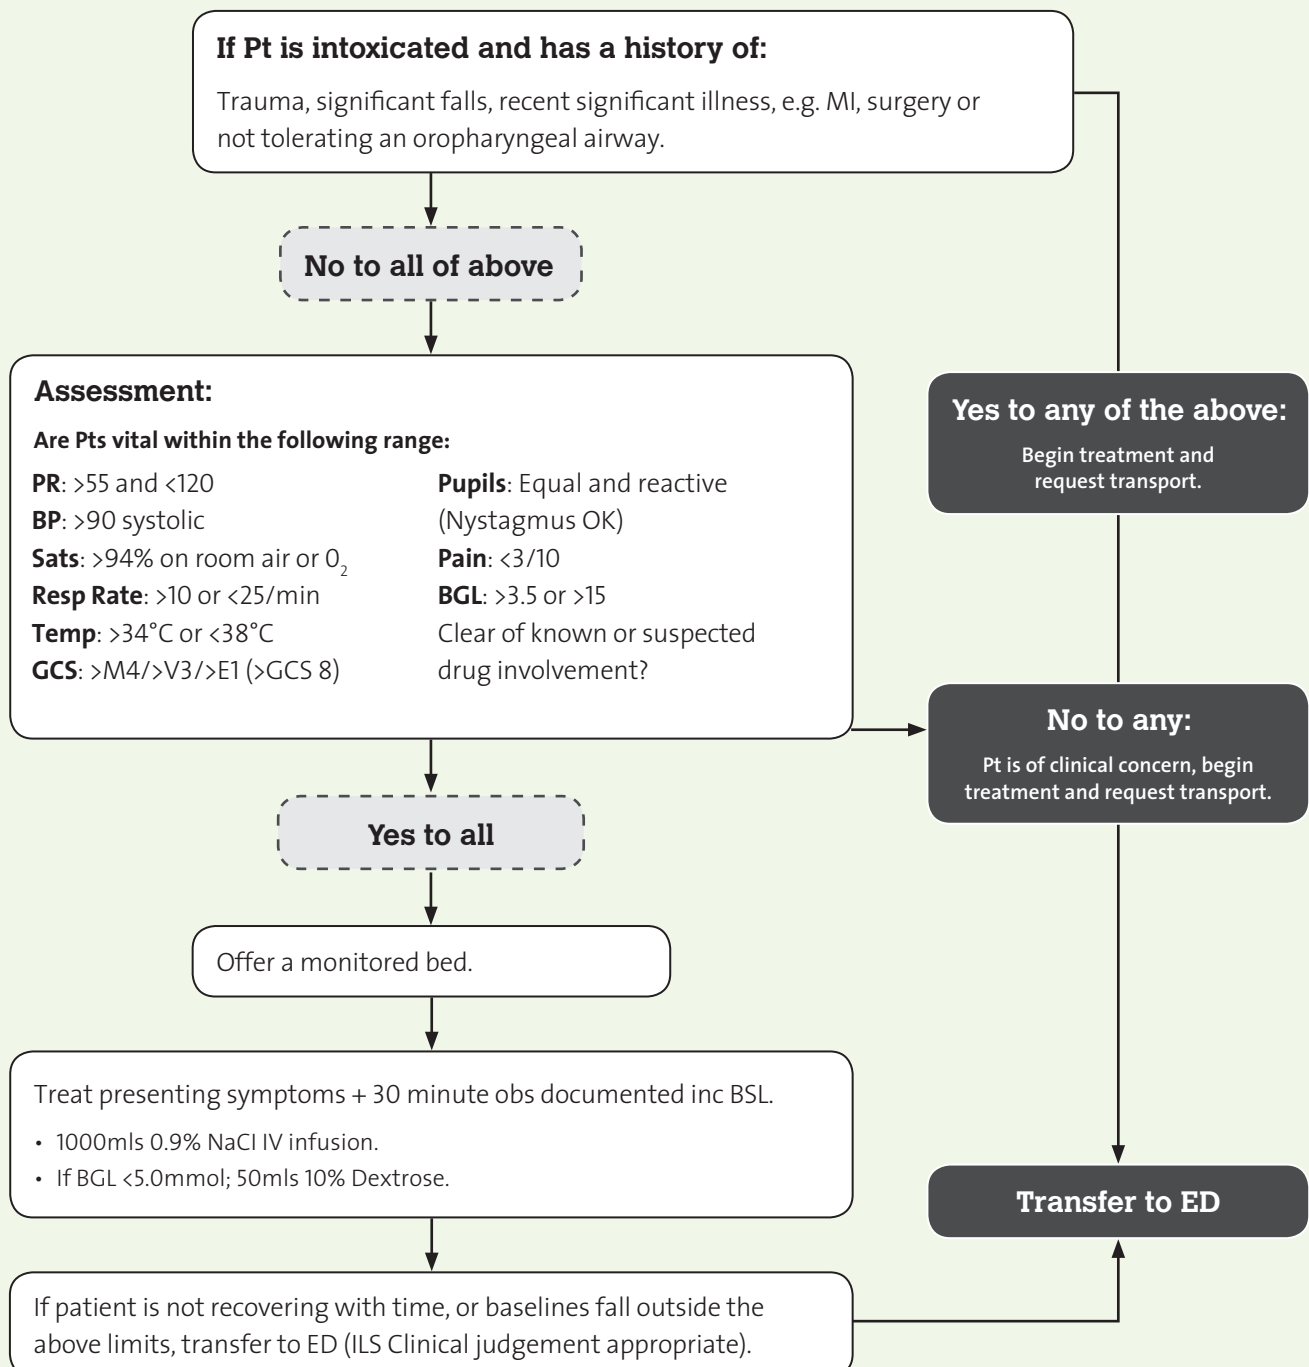 If Pt is intoxicated and has a history of:
Trauma, significant falls, recent significant illness, e.g. MI, surgery or
not tolerating an oropharyngeal airway.
No to all of above
Assessment:
Are Pts vital within the following range:
PR: >55 and <120
BP: >90 systolic
Sats: >94% on room air or 0₂
Resp Rate: >10 or <25/min
Temp: >34°C or <38°C
GCS: >M4/>V3/>E1 (>GCS 8)
Pupils: Equal and reactive
(Nystagmus OK)
Pain: <3/10
BGL: >3.5 or >15
Clear of known or suspected
drug involvement?
Yes to any of the above:
Begin treatment and
request transport.
No to any:
Pt is of clinical concern, begin
treatment and request transport.
Yes to all
Offer a monitored bed.
Treat presenting symptoms + 30 minute obs documented inc BSL.
• 1000mls 0.9% NaCI IV infusion.
• If BGL <5.0mmol; 50mls 10% Dextrose.
Transfer to ED
If patient is not recovering with time, or baselines fall outside the
above limits, transfer to ED (ILS Clinical judgement appropriate).